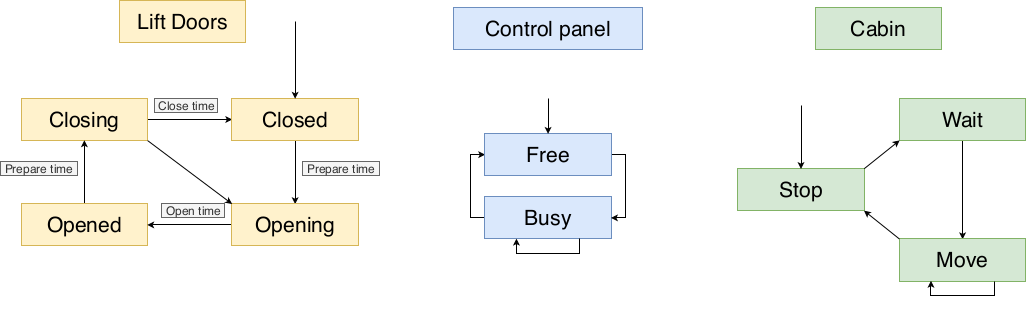 Lift Doors
Control panel
Cabin
Closing
Close time
Closed
Wait
Free
Prepare time
Prepare time
Stop
Opened
Open time
Opening
Busy
Move